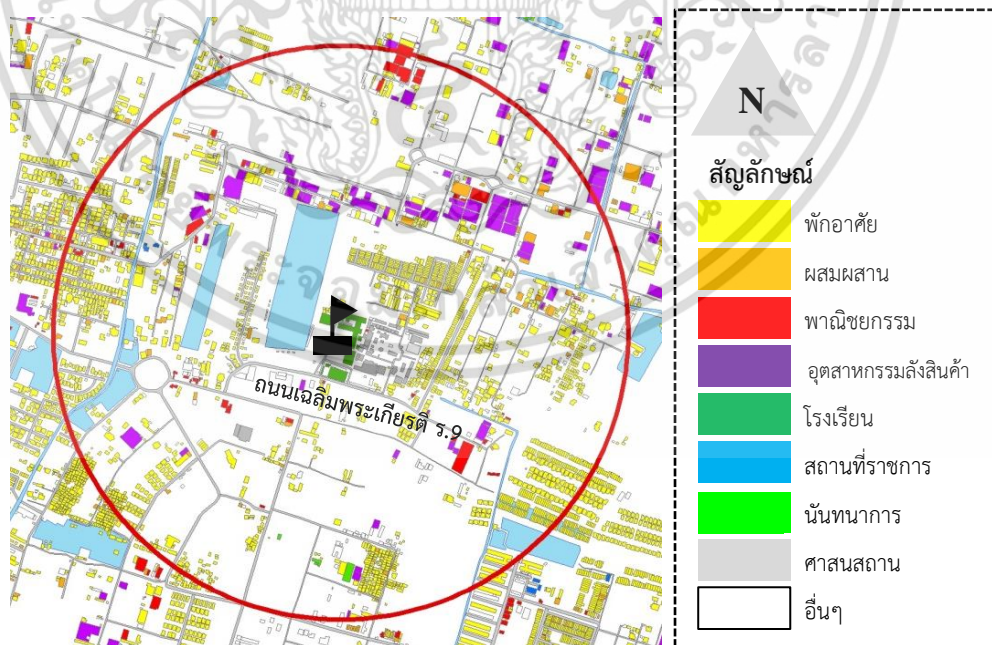 N
สัญลักษณ์
พักอาศัย
ผสมผสาน
พาณิชยกรรม
อุตสาหกรรมลังสินค้า
โรงเรียน
สถานที่ราชการ
นันทนาการ
ศาสนสถาน
อื่นๆ
ถนนเฉลิมพระเกียรติ ร.9